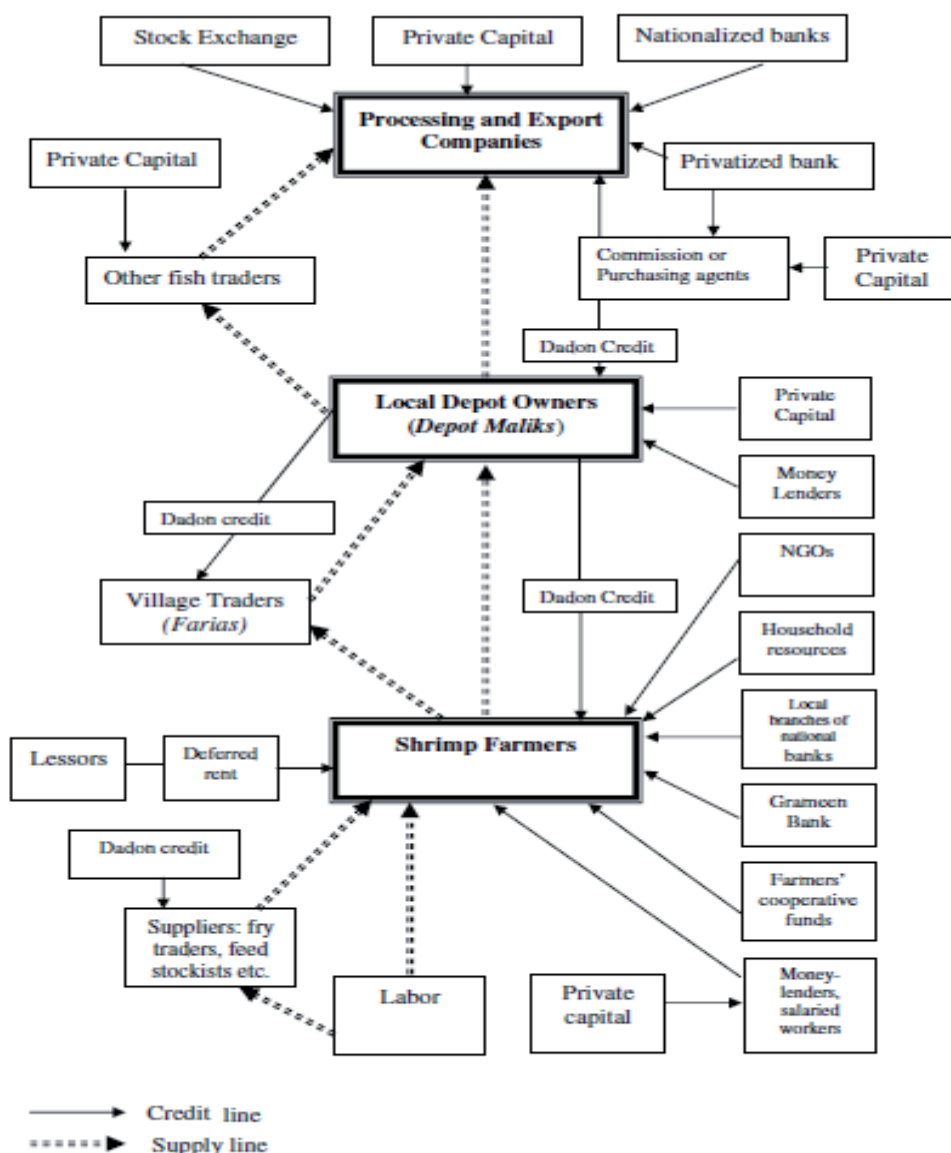 Stock Exchange
Private Capital
Nationalized banks
Processing and Export
Companies
Private Capital
Privatized bank
Other fish traders
Commission or
Purchasing agents
Private
Capital
Dadon Credit
Local Depot Owners
(Depot Maliks)
Private
Capital
Money
Lenders
Dadon credit
NGOs
Village Traders
(Farias)
Dadon Credit
Household
resources
Local
branches of
national
banks
Shrimp Farmers
Lessors
Deferred
rent
Grameen
Bank
Dadon credit
Farmers'
cooperative
funds
Suppliers: fry
traders, feed
stockists etc.
Labor
Private
capital
Money-
lenders,
salaried
workers
Credit line
Supply line